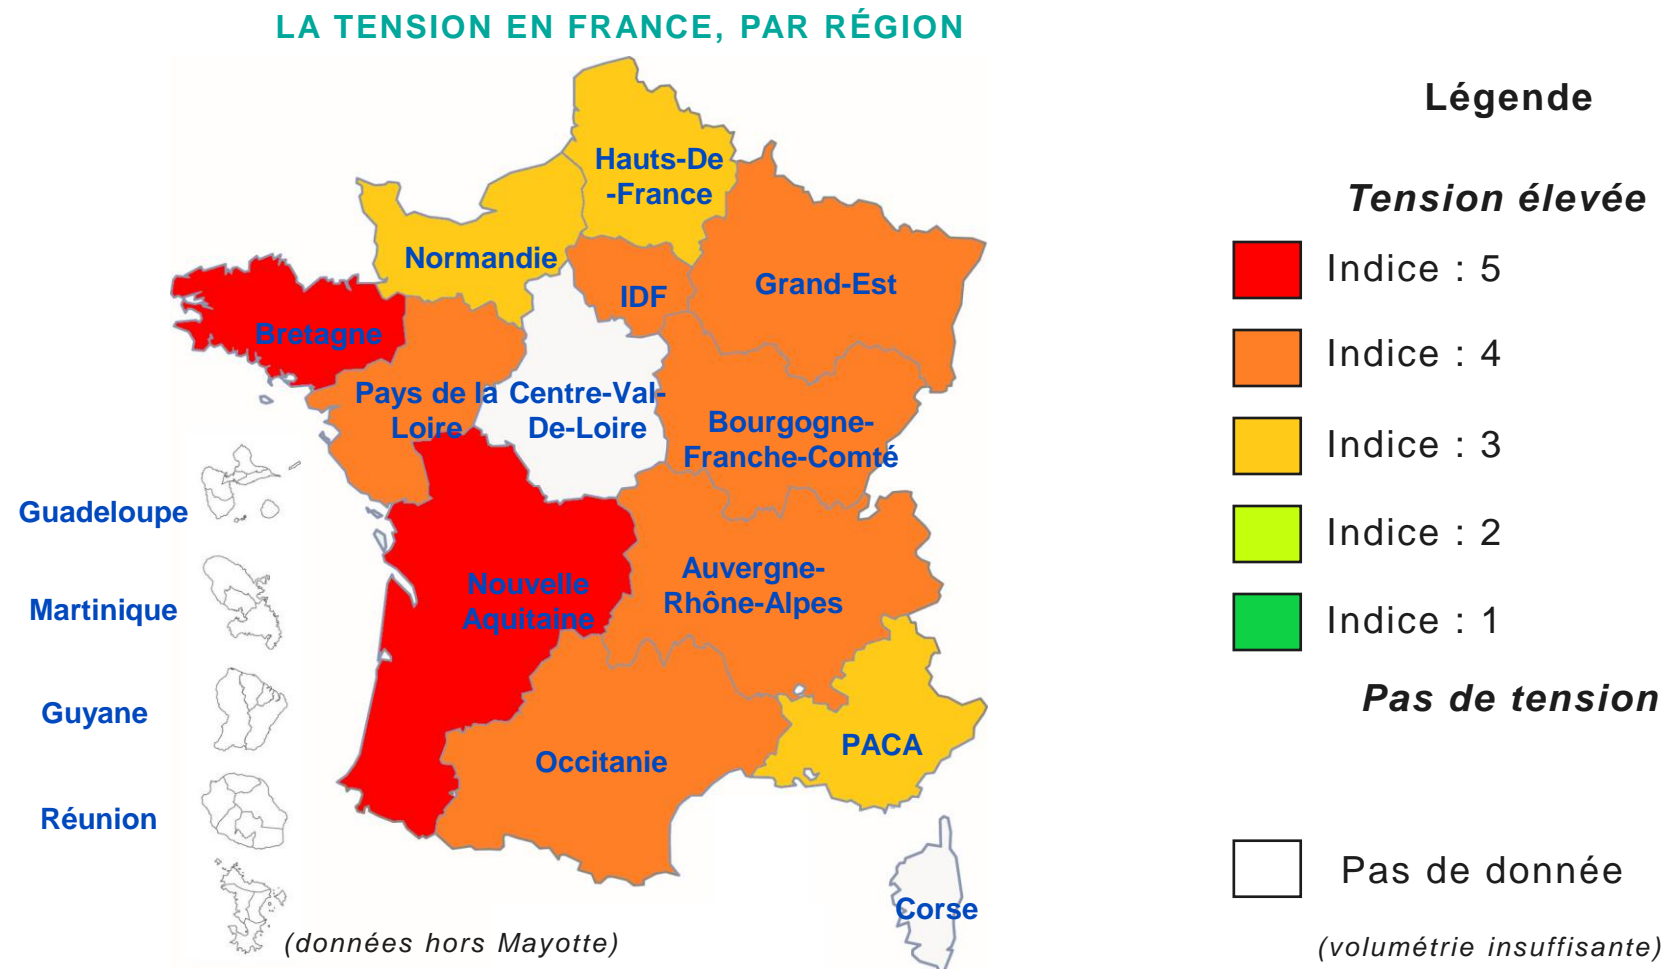 LA TENSION EN FRANCE, PAR RÉGION
Hauts-De
-France
Normandie
IDF
Grand-Est
Bretagne
Pays de la
Loire
Centre-Val-
De-Loire
Bourgogne-
Franche-Comté
Guadeloupe
Martinique
Nouvelle
Aquitaine
Auvergne-
Rhône-Alpes
Guyane
Occitanie
PACA
Réunion
Corse
(données hors Mayotte)
Légende
Tension élevée
Indice : 5
Indice : 4
Indice : 3
Indice : 2
Indice : 1
Pas de tension
Pas de donnée
(volumétrie insuffisante)